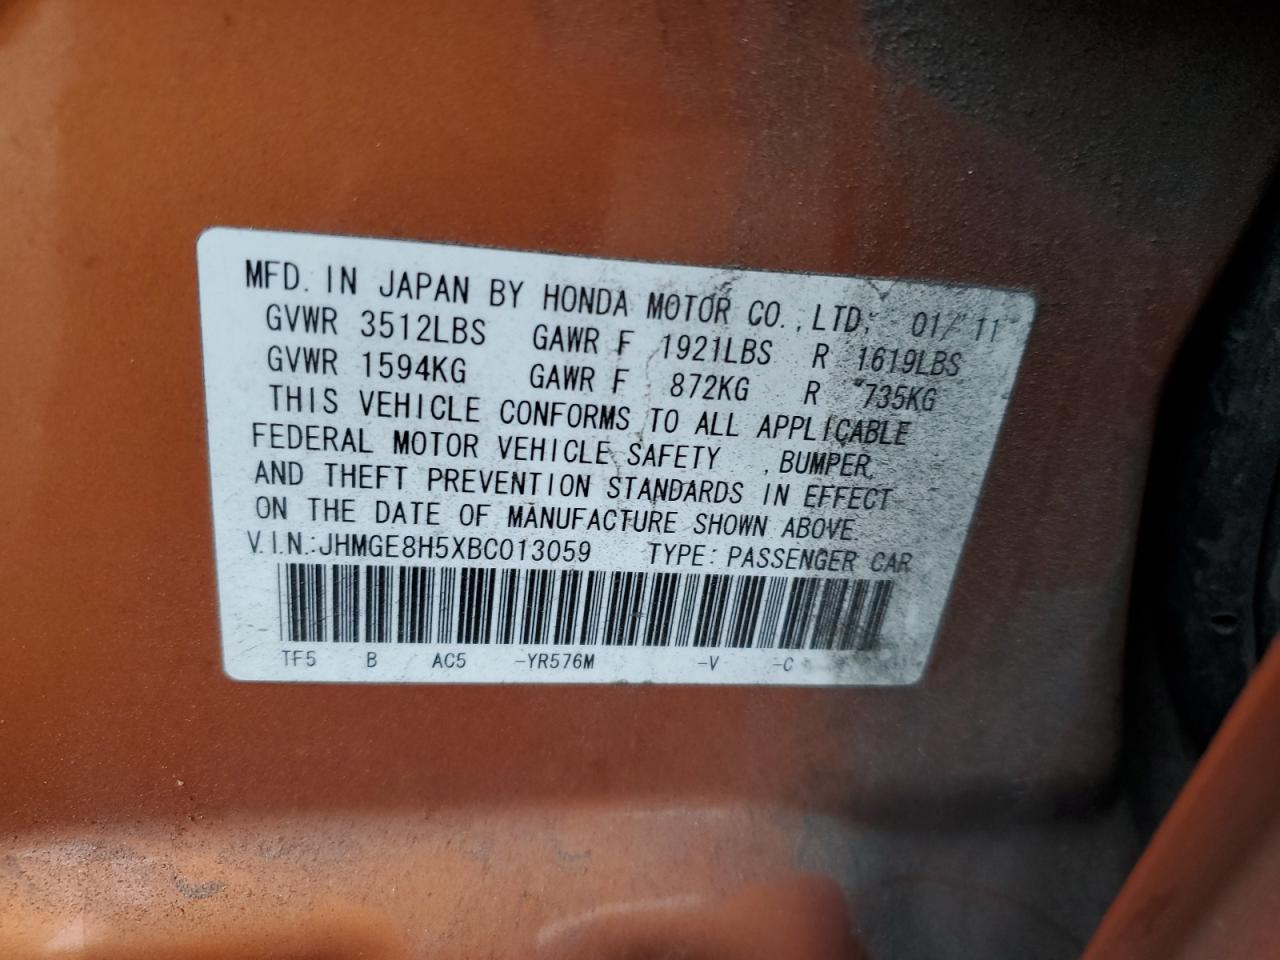 MFD. IN JAPAN BY HONDA MOTOR CO., LTD. 01/11
GVWR 3512LBS GAWR F 1921LBS R 1619LBS
GVWR 1594KG GAWR F 872KG R 735KG
THIS VEHICLE CONFORMS TO ALL APPLICABLE
FEDERAL MOTOR VEHICLE SAFETY , BUMPER,
AND THEFT PREVENTION STANDARDS IN EFFECT
ON THE DATE OF MANUFACTURE SHOWN ABOVE.
V.I.N.:JHMGE8H5XBC013059 TYPE:PASSENGER CAR
TF5 B AC5 -YR576M -V -C